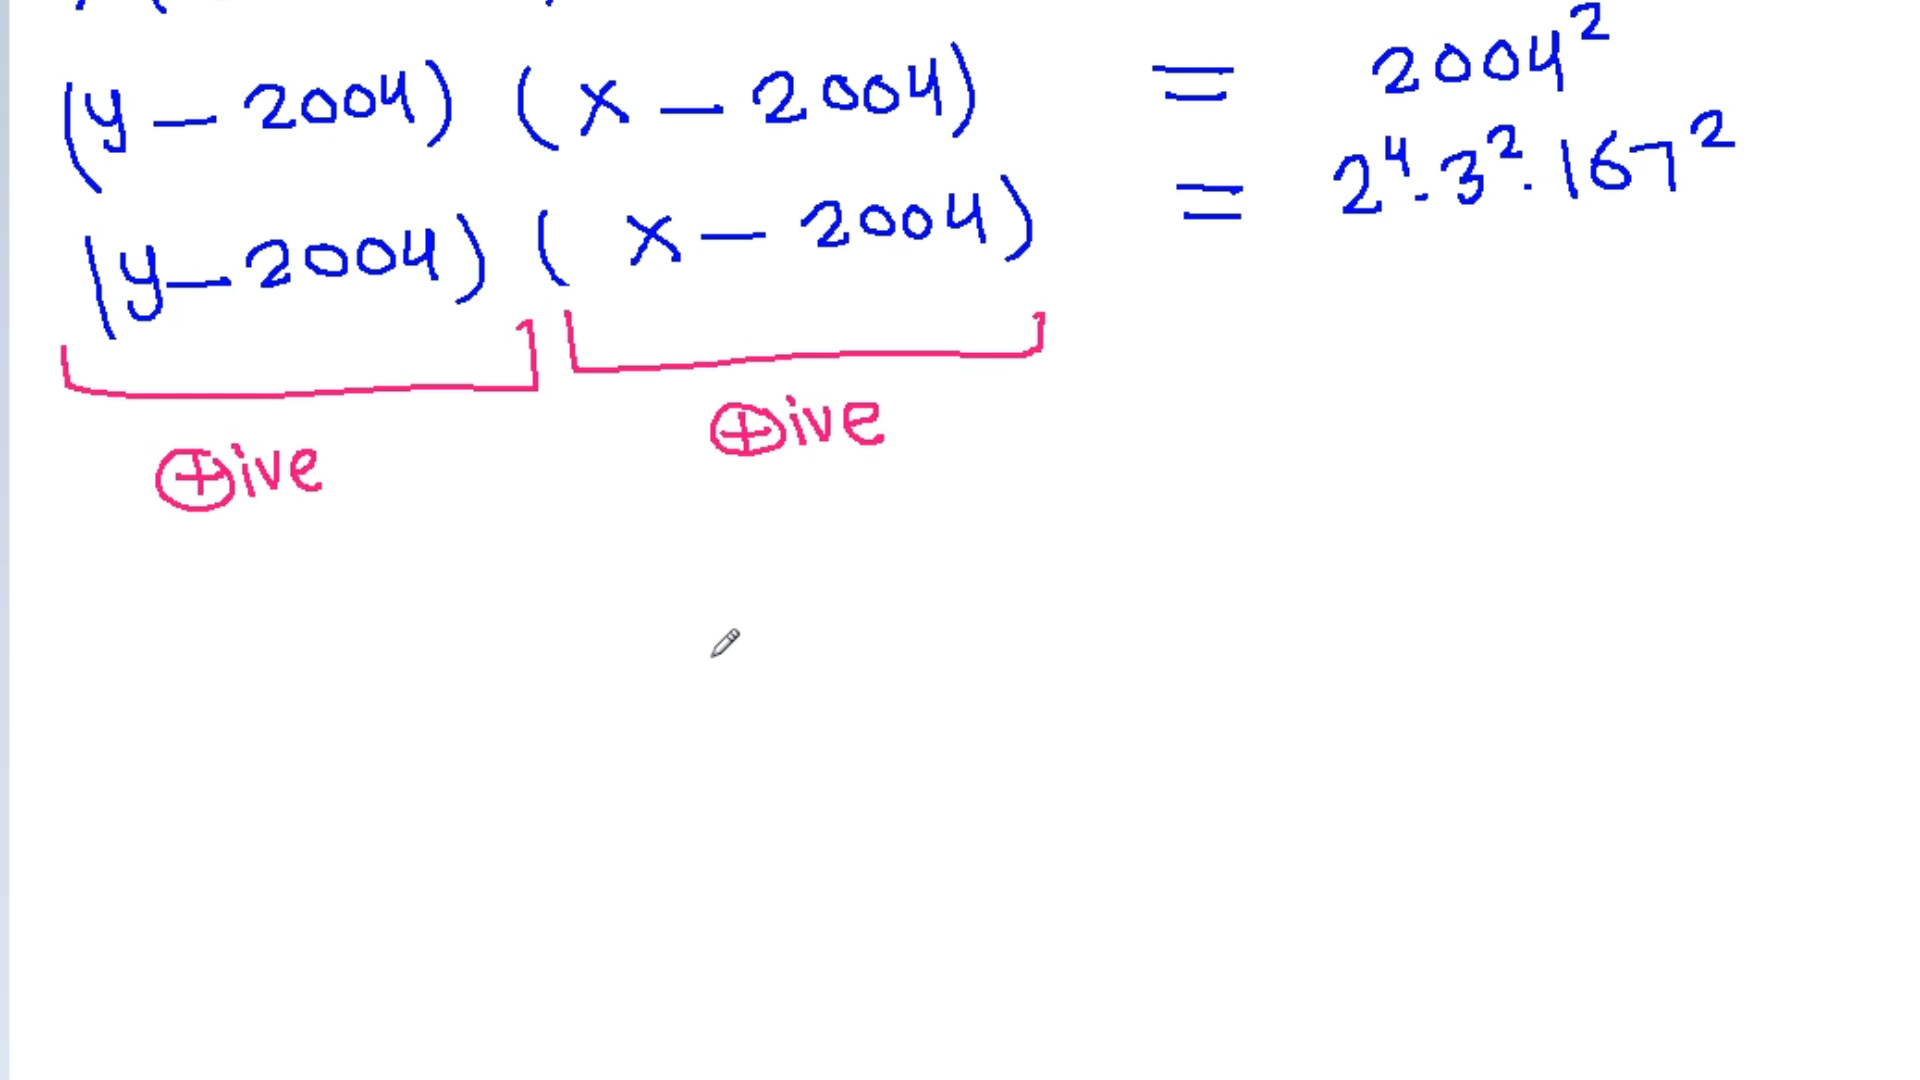 (y - 2004) (x - 2004) = 2004²
(y - 2004) (x - 2004) = 2⁴ · 3² · 167²
⊕ive ⊕ive